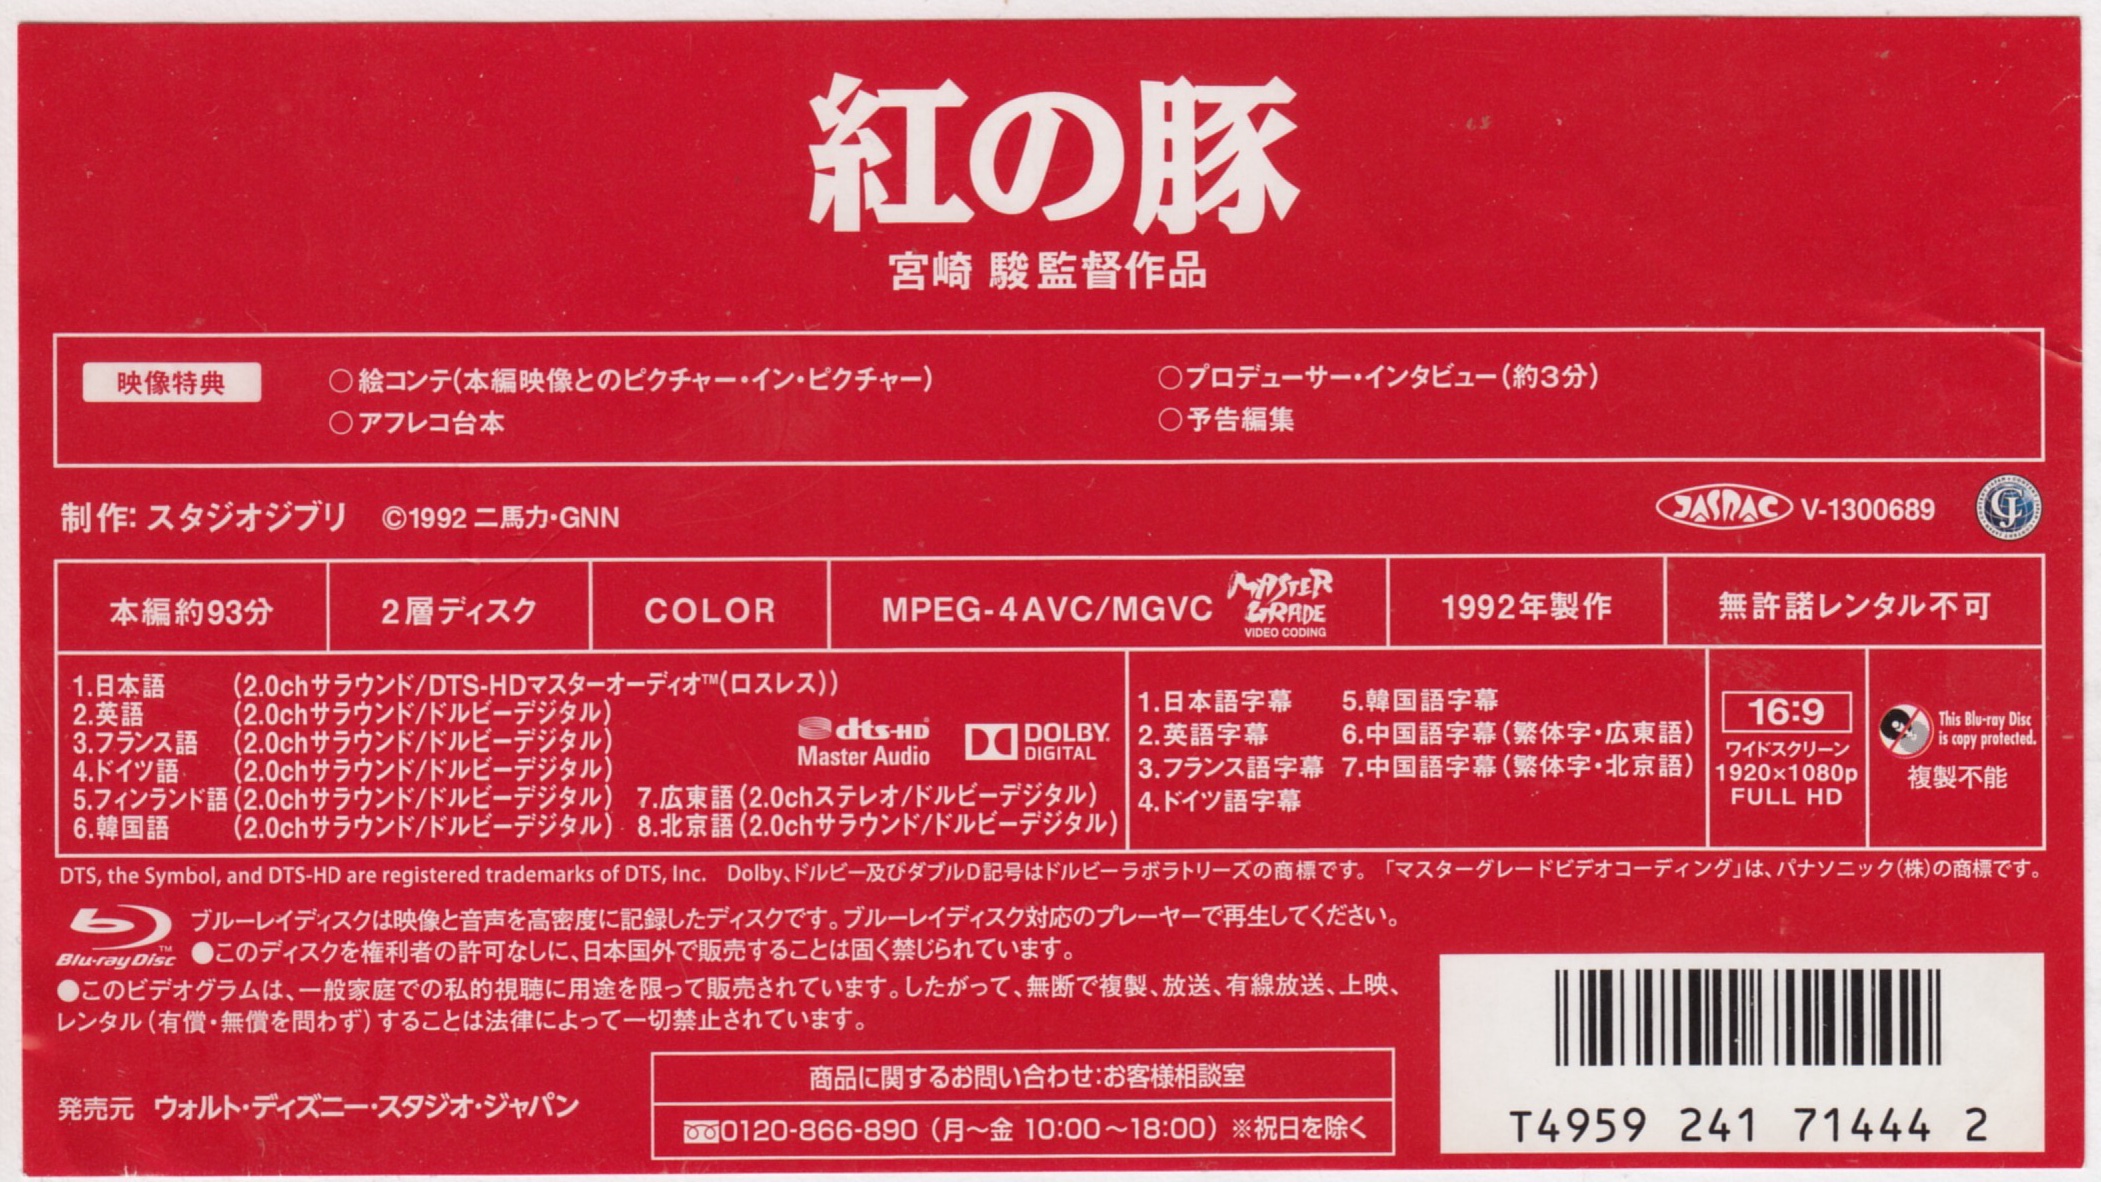 紅の豚
宮崎 駿監督作品
映像特典
○絵コンテ(本編映像とのピクチャー・イン・ピクチャー)
○アフレコ台本
○プロデューサー・インタビュー(約3分)
○予告編集
制作: スタジオジブリ ©1992 二馬力・GNN
JASRAC V-1300689
本編約93分
2層ディスク
COLOR
MPEG-4 AVC/MGVC
MASTER GRADE
VIDEO CODING
1992年製作
無許諾レンタル不可
1.日本語 (2.0chサラウンド/DTS-HDマスターオーディオ™(ロスレス))
2.英語 (2.0chサラウンド/ドルビーデジタル)
3.フランス語 (2.0chサラウンド/ドルビーデジタル)
4.ドイツ語 (2.0chサラウンド/ドルビーデジタル)
5.フィンランド語 (2.0chサラウンド/ドルビーデジタル)
6.韓国語 (2.0chサラウンド/ドルビーデジタル)
7.広東語 (2.0chステレオ/ドルビーデジタル)
8.北京語 (2.0chサラウンド/ドルビーデジタル)
dts-HD
Master Audio
DOLBY.
DIGITAL
1.日本語字幕
2.英語字幕
3.フランス語字幕
4.ドイツ語字幕
5.韓国語字幕
6.中国語字幕(繁体字・広東語)
7.中国語字幕(繁体字・北京語)
16:9
ワイドスクリーン
1920×1080p
FULL HD
This Blu-ray Disc
is copy protected.
複製不能
DTS, the Symbol, and DTS-HD are registered trademarks of DTS, Inc. Dolby、ドルビー及びダブルD記号はドルビーラボラトリーズの商標です。「マスターグレードビデオコーディング」は、パナソニック(株)の商標です。
Blu-ray Disc™
ブルーレイディスクは映像と音声を高密度に記録したディスクです。ブルーレイディスク対応のプレーヤーで再生してください。
●このディスクを権利者の許可なしに、日本国外で販売することは固く禁じられています。
●このビデオグラムは、一般家庭での私的視聴に用途を限って販売されています。したがって、無断で複製、放送、有線放送、上映、
レンタル(有償・無償を問わず)することは法律によって一切禁止されています。
発売元 ウォルト・ディズニー・スタジオ・ジャパン
商品に関するお問い合わせ:お客様相談室
0120-866-890 (月〜金 10:00〜18:00) ※祝日を除く
T4959 241 71444 2